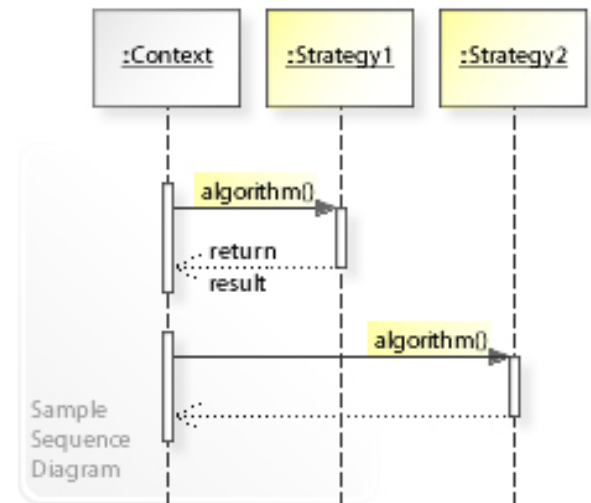 :Context
:Strategy1
:Strategy2
algorithm()
return
result
algorithm()
Sample
Sequence
Diagram